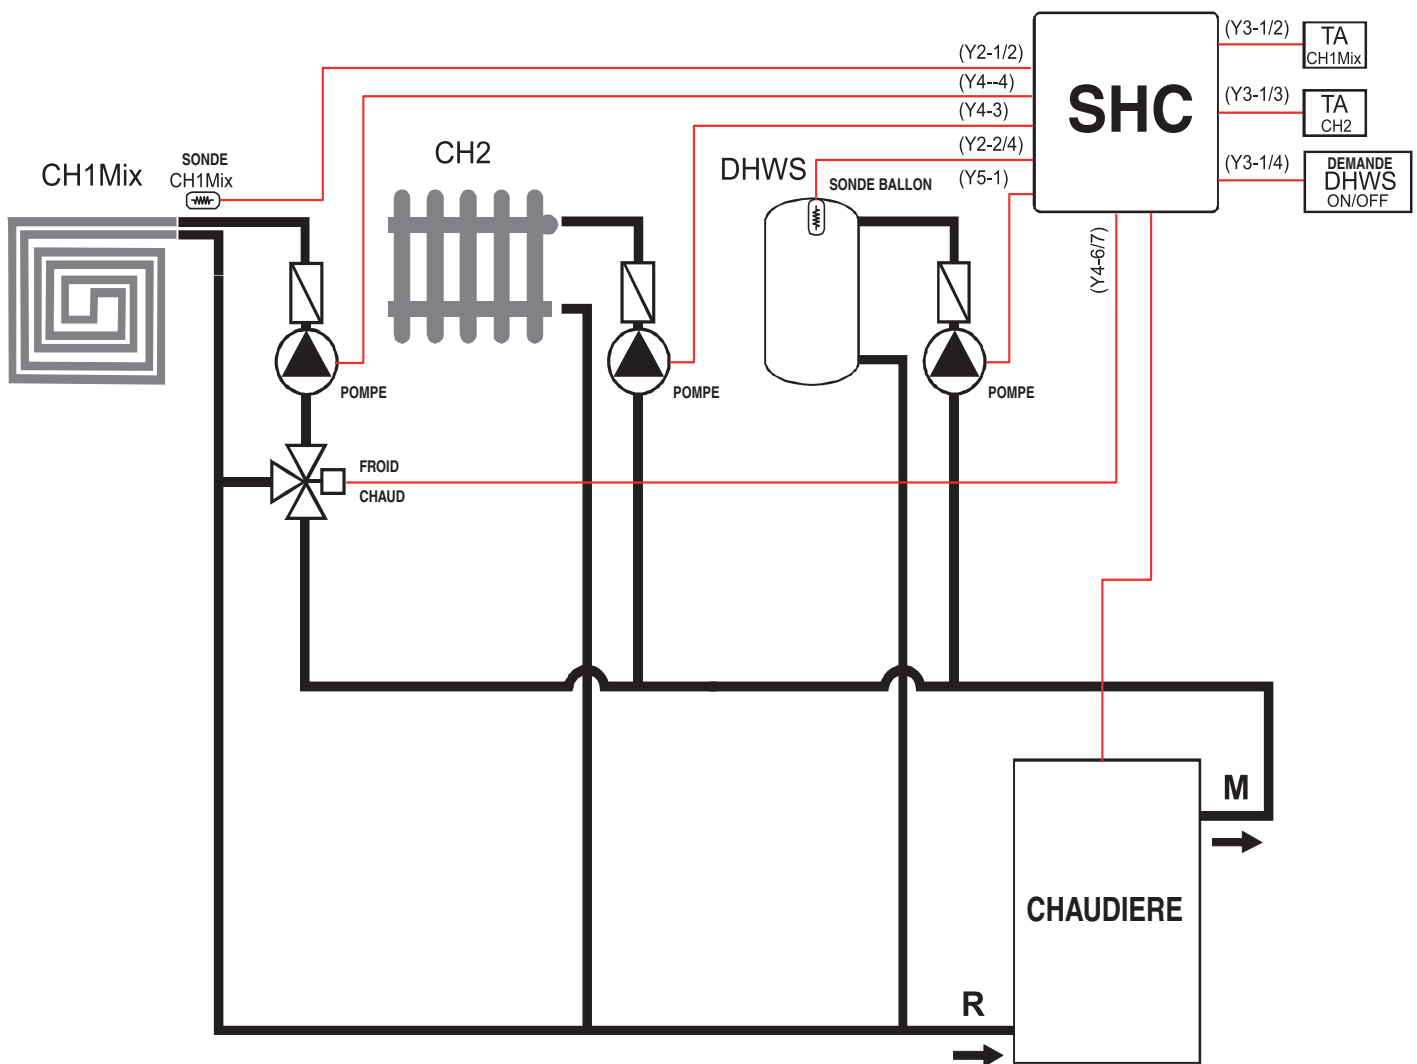 (Y3-1/2)
TA
CH1Mix
(Y2-1/2)
(Y4--4)
(Y4-3)
(Y2-2/4)
(Y5-1)
SHC
(Y3-1/3)
TA
CH2
(Y3-1/4)
DEMANDE
DHWS
ON/OFF
CH1Mix
SONDE
CH1Mix
CH2
DHWS
SONDE BALLON
(Y4-6/7)
POMPE
POMPE
POMPE
FROID
CHAUD
M
CHAUDIERE
R